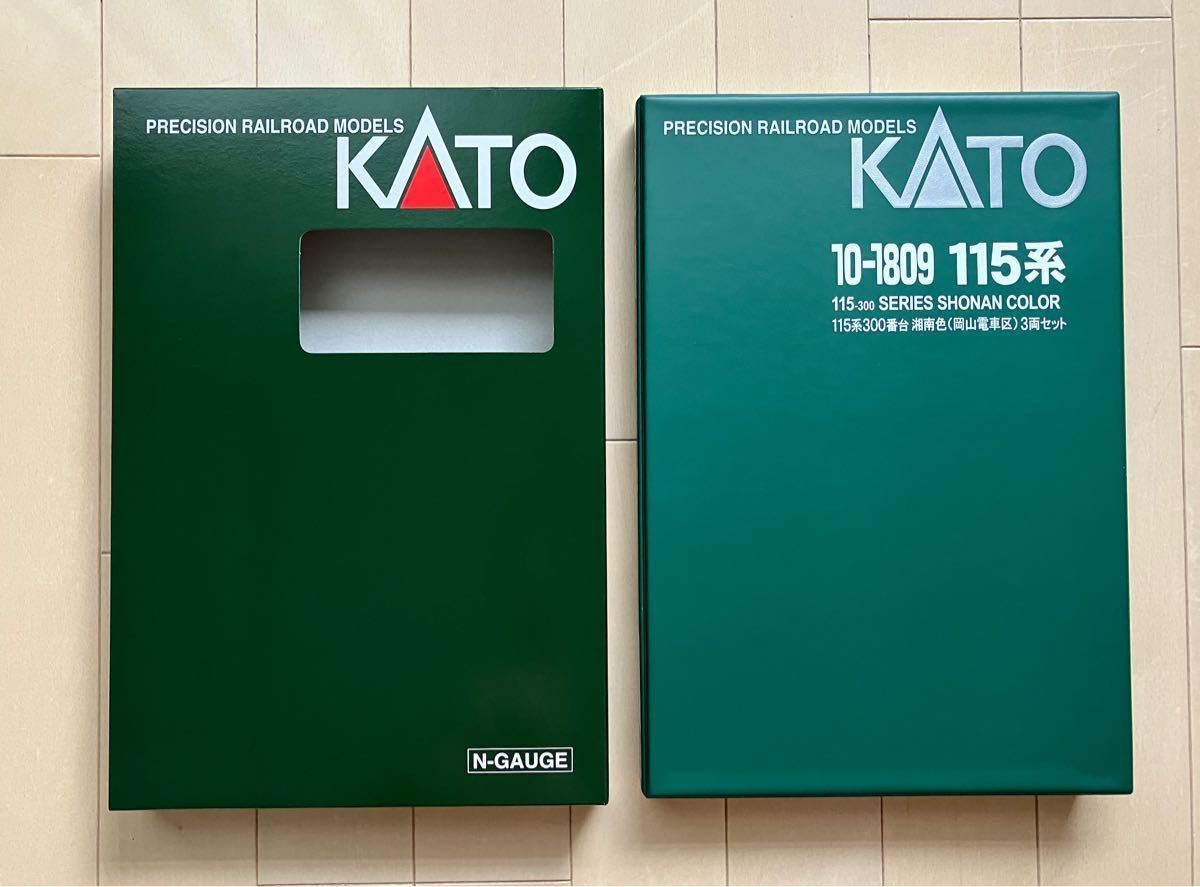 PRECISION RAILROAD MODELS
KATO
N-GAUGE
PRECISION RAILROAD MODELS
KATO
10-1809 115系
115-300 SERIES SHONAN COLOR
115系300番台 湘南色(岡山電車区)3両セット